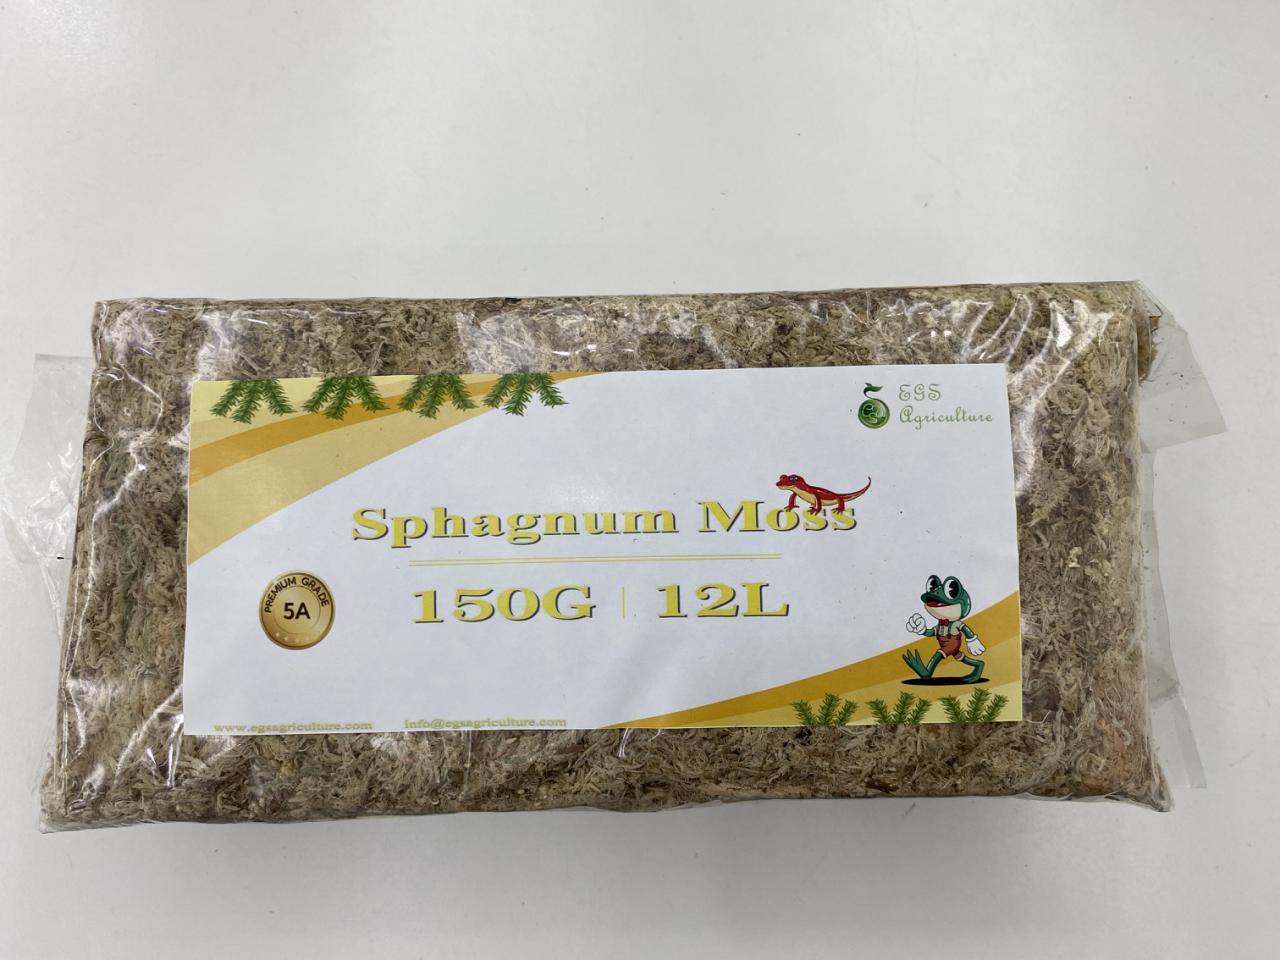 EGS
Agriculture
Sphagnum Moss
150G | 12L
PREMIUM GRADE
5A
www.egsagriculture.com info@egsagriculture.com